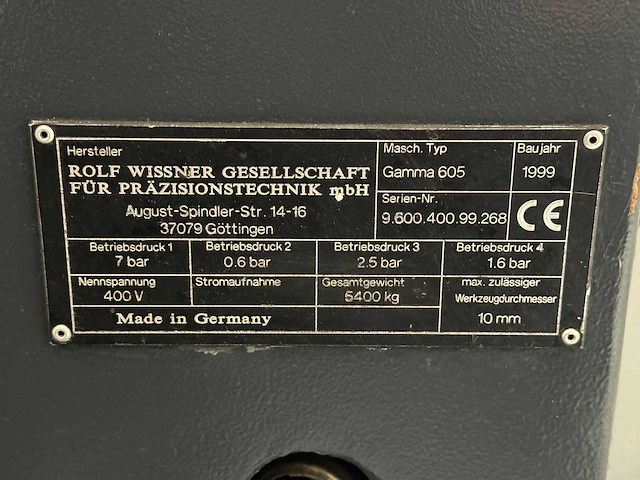 Hersteller
ROLF WISSNER GESELLSCHAFT
FÜR PRÄZISIONSTECHNIK mbH
August-Spindler-Str. 14-16
37079 Göttingen
Masch. Typ
Gamma 605
Baujahr
1999
Serien-Nr.
9.600.400.99.268
CE
Betriebsdruck 1
7 bar
Betriebsdruck 2
0.6 bar
Betriebsdruck 3
2.5 bar
Betriebsdruck 4
1.6 bar
Nennspannung
400 V
Stromaufnahme
Gesamtgewicht
5400 kg
max. zulässiger
Werkzeugdurchmesser
10 mm
Made in Germany